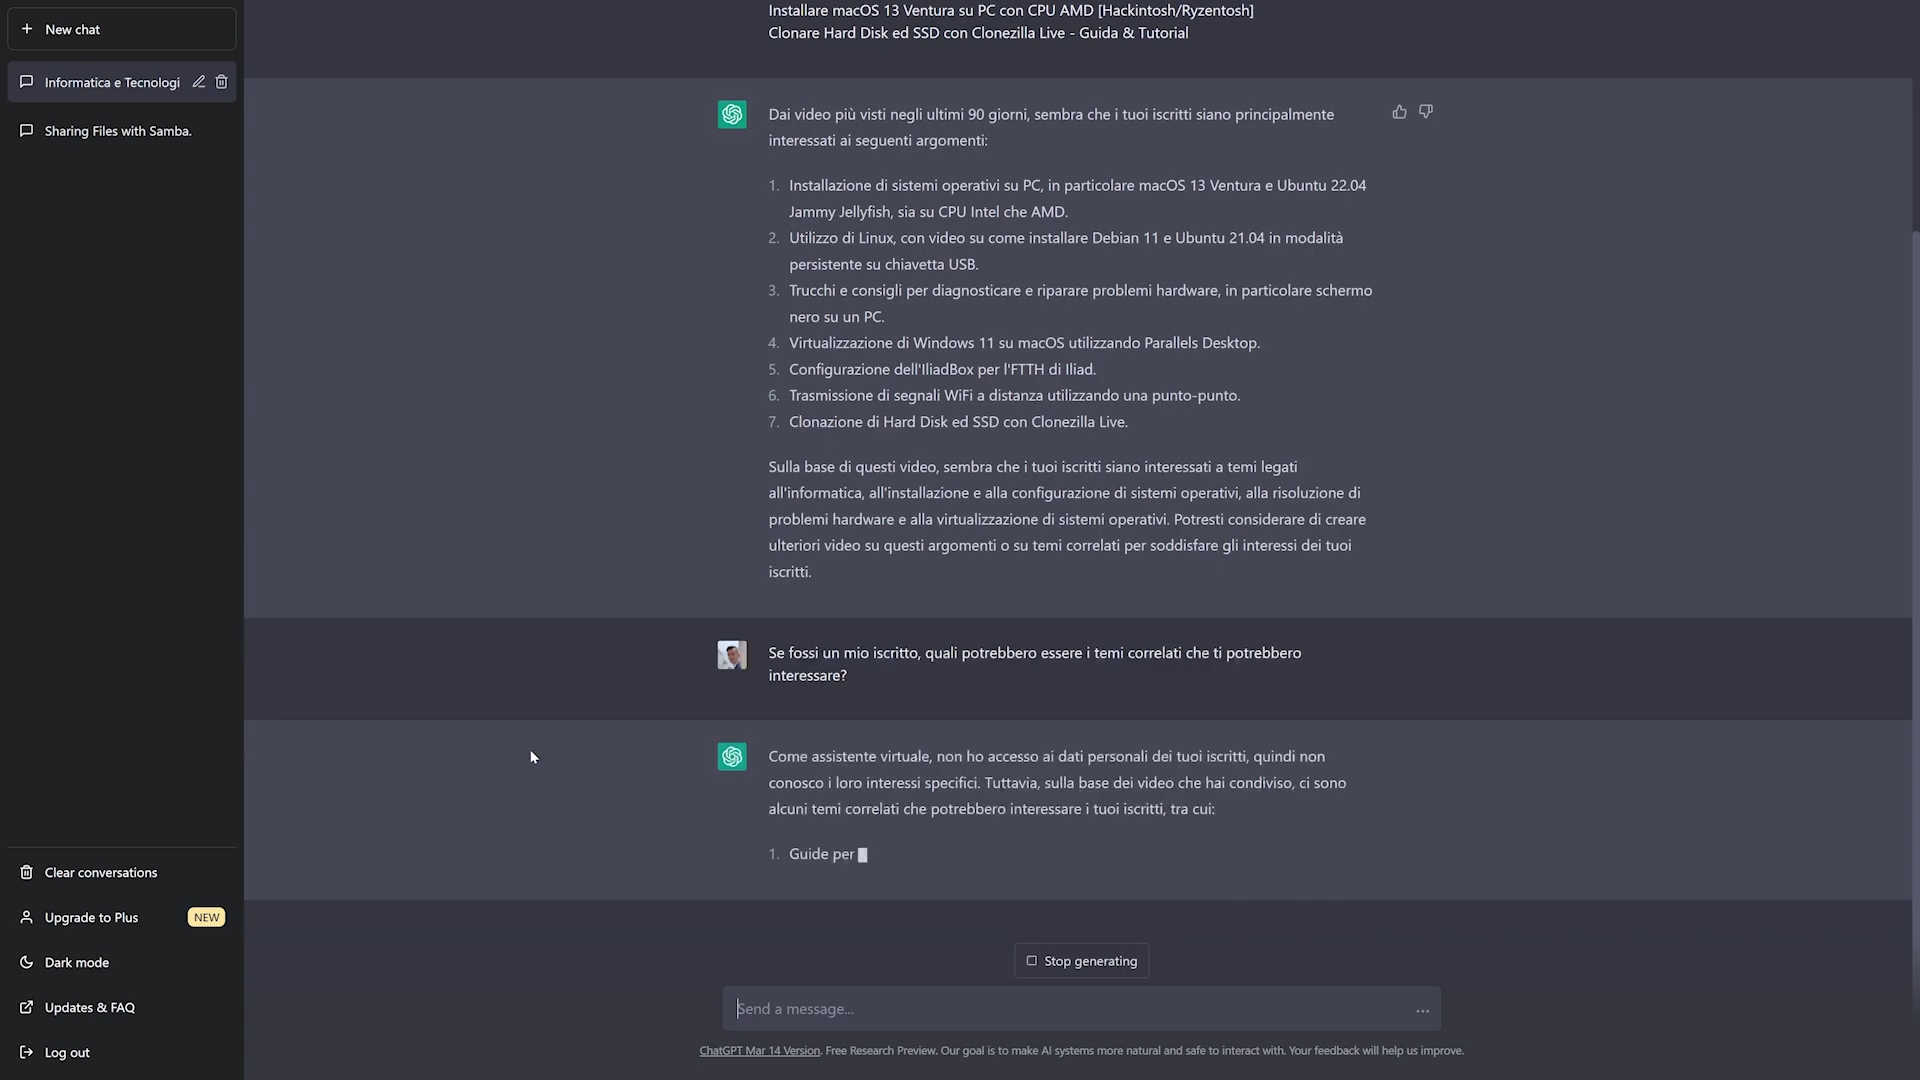 New chat
Informatica e Tecnologi
Sharing Files with Samba.
Installare macOS 13 Ventura su PC con CPU AMD [Hackintosh/Ryzentosh]
Clonare Hard Disk ed SSD con Clonezilla Live - Guida & Tutorial
Dai video più visti negli ultimi 90 giorni, sembra che i tuoi iscritti siano principalmente
interessati ai seguenti argomenti:
1. Installazione di sistemi operativi su PC, in particolare macOS 13 Ventura e Ubuntu 22.04
Jammy Jellyfish, sia su CPU Intel che AMD.
2. Utilizzo di Linux, con video su come installare Debian 11 e Ubuntu 21.04 in modalità
persistente su chiavetta USB.
3. Trucchi e consigli per diagnosticare e riparare problemi hardware, in particolare schermo
nero su un PC.
4. Virtualizzazione di Windows 11 su macOS utilizzando Parallels Desktop.
5. Configurazione dell'IliadBox per l'FTTH di Iliad.
6. Trasmissione di segnali WiFi a distanza utilizzando una punto-punto.
7. Clonazione di Hard Disk ed SSD con Clonezilla Live.
Sulla base di questi video, sembra che i tuoi iscritti siano interessati a temi legati
all'informatica, all'installazione e alla configurazione di sistemi operativi, alla risoluzione di
problemi hardware e alla virtualizzazione di sistemi operativi. Potresti considerare di creare
ulteriori video su questi argomenti o su temi correlati per soddisfare gli interessi dei tuoi
iscritti.
Se fossi un mio iscritto, quali potrebbero essere i temi correlati che ti potrebbero
interessare?
Come assistente virtuale, non ho accesso ai dati personali dei tuoi iscritti, quindi non
conosco i loro interessi specifici. Tuttavia, sulla base dei video che hai condiviso, ci sono
alcuni temi correlati che potrebbero interessare i tuoi iscritti, tra cui:
1. Guide per
Clear conversations
Upgrade to Plus NEW
Dark mode
Updates & FAQ
Log out
Stop generating
Send a message...
ChatGPT Mar 14 Version. Free Research Preview. Our goal is to make AI systems more natural and safe to interact with. Your feedback will help us improve.